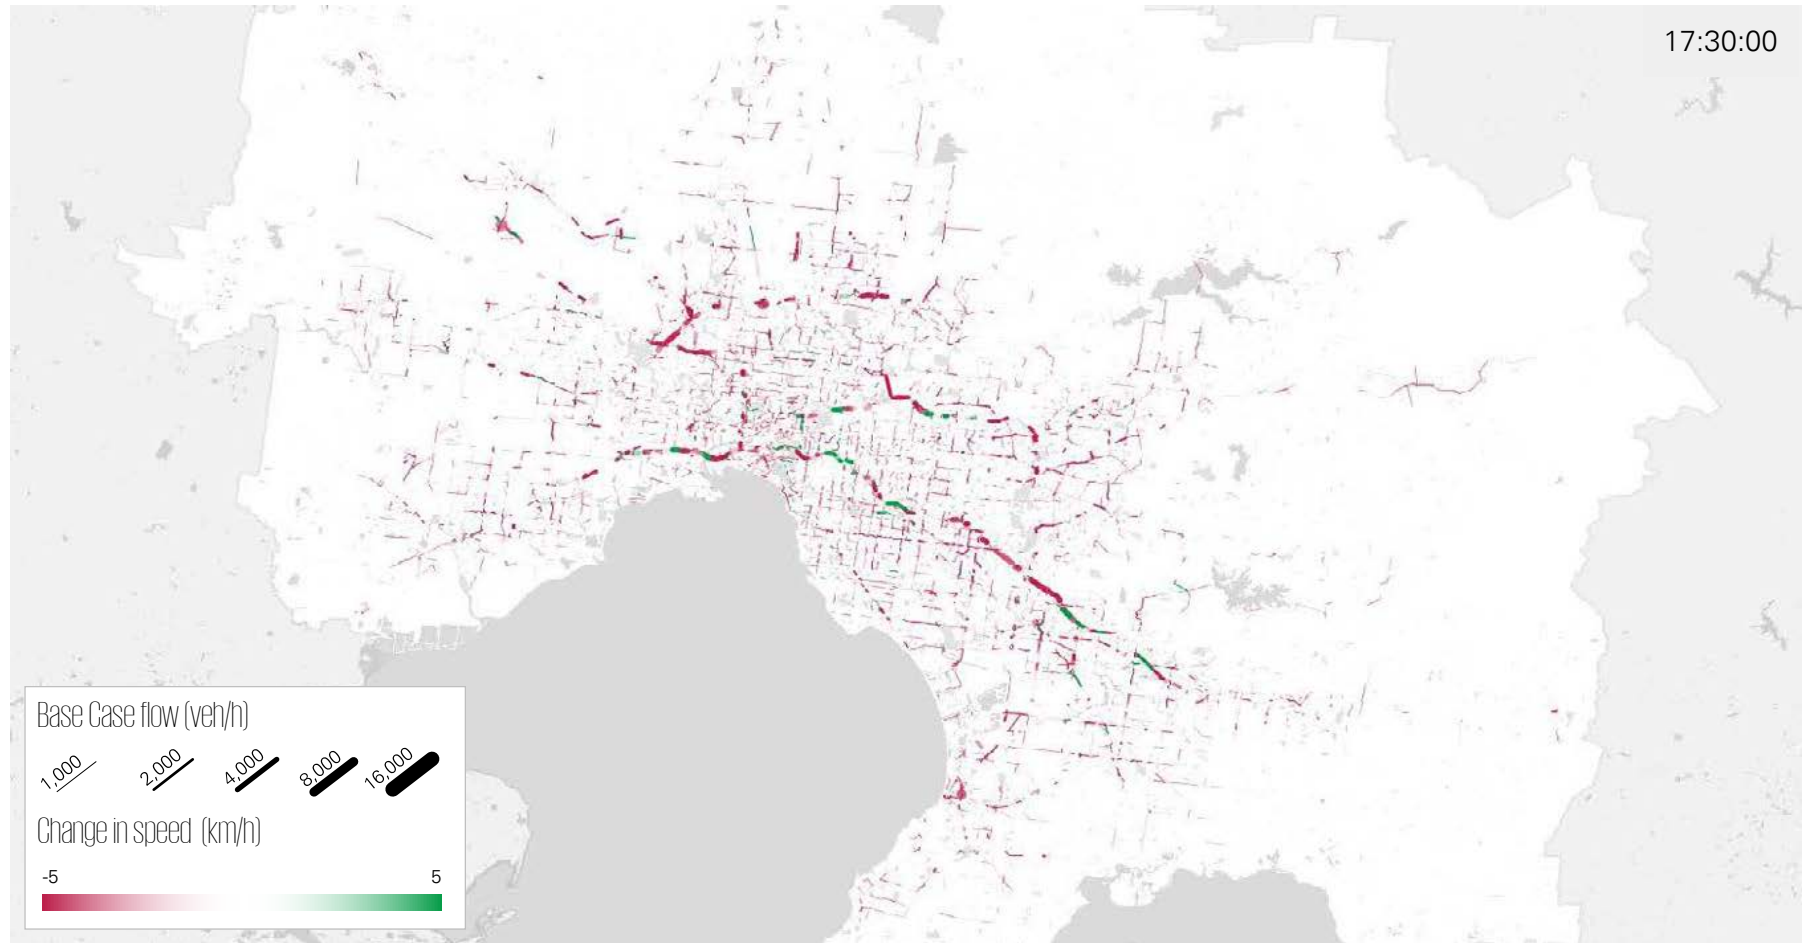 17:30:00
Base Case flow (veh/h)
1,000 2,000 4,000 8,000 16,000
Change in speed (km/h)
-5 5